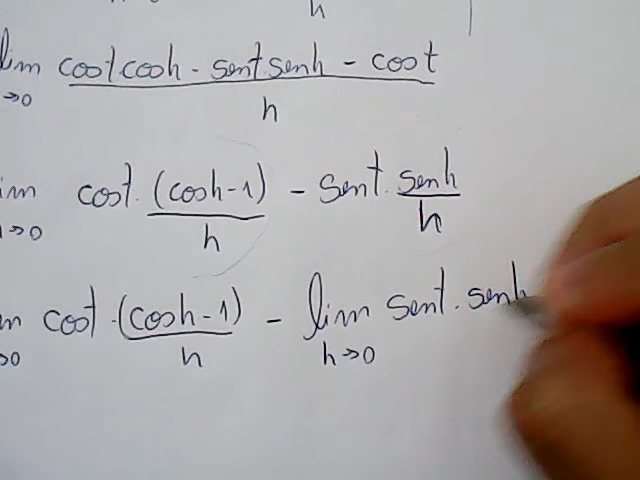 h
lim cost cosh - sent senh - cost
→0 h
lim cost. (cosh-1) - sent. senh
h→0 h h
cost.(cosh-1) - lim sent. senh
→0 h h→0